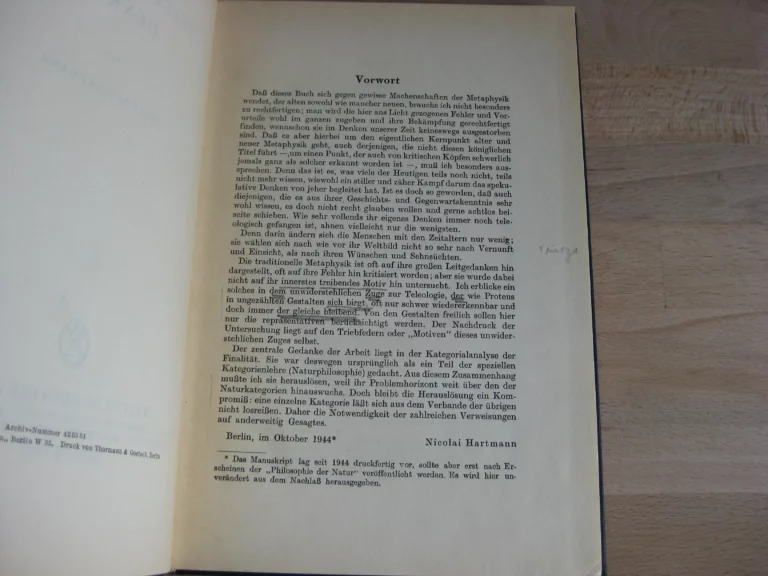 Vorwort
Daß dieses Buch sich gegen gewisse Machenschaften der Metaphysik
wendet, der alten sowohl wie mancher neuen, brauche ich nicht besonders
zu rechtfertigen; man wird die hier ans Licht gezogenen Fehler und Vor-
urteile wohl im ganzen zugeben und ihre Bekämpfung gerechtfertigt
finden, wennschon sie im Denken unserer Zeit keineswegs ausgestorben
sind. Daß es aber hierbei um den eigentlichen Kernpunkt alter und
neuer Metaphysik geht, auch derjenigen, die nicht diesen königlichen
Titel führt —, um einen Punkt, der auch von kritischen Köpfen schwerlich
jemals ganz als solcher erkannt worden ist —, muß ich besonders aus-
sprechen. Denn das ist es, was viele der Heutigen teils noch nicht, teils
nicht mehr wissen, wiewohl ein stiller und zäher Kampf darum das speku-
lative Denken von jeher begleitet hat. Ist es doch so geworden, daß auch
diejenigen, die es aus ihrer Geschichts- und Gegenwartskenntnis sehr
wohl wissen, es doch nicht recht glauben wollen und gerne achtlos bei-
seite schieben. Wie sehr vollends ihr eigenes Denken immer noch tele-
ologisch gefangen ist, ahnen vielleicht nur die wenigsten.
Denn darin ändern sich die Menschen mit den Zeitaltern nur wenig;
sie wählen sich nach wie vor ihr Weltbild nicht so sehr nach Vernunft
und Einsicht, als nach ihren Wünschen und Sehnsüchten.
Die traditionelle Metaphysik ist oft auf ihre großen Leitgedanken hin
dargestellt, oft auf ihre Fehler hin kritisiert worden; aber sie wurde dabei
nicht auf ihr innerstes treibendes Motiv hin untersucht. Ich erblicke ein
solches in dem unwiderstehlichen Zuge zur Teleologie, der wie Proteus
in ungezählten Gestalten sich birgt, oft nur schwer wiedererkennbar und
doch immer der gleiche bleibend. Von den Gestalten freilich sollen hier
nur die repräsentativen berücksichtigt werden. Der Nachdruck der
Untersuchung liegt auf den Triebfedern oder „Motiven“ dieses unwider-
stehlichen Zuges selbst.
Der zentrale Gedanke der Arbeit liegt in der Kategorialanalyse der
Finalität. Sie war deswegen ursprünglich als ein Teil der speziellen
Kategorienlehre (Naturphilosophie) gedacht. Aus diesem Zusammenhang
mußte ich sie herauslösen, weil ihr Problemhorizont weit über den der
Naturkategorien hinauswuchs. Doch bleibt die Herauslösung ein Kom-
promiß: eine einzelne Kategorie läßt sich aus dem Verbande der übrigen
nicht losreißen. Daher die Notwendigkeit der zahlreichen Verweisungen
auf anderweitig Gesagtes.
Berlin, im Oktober 1944* Nicolai Hartmann
* Das Manuskript lag seit 1944 druckfertig vor, sollte aber erst nach Er-
scheinen der „Philosophie der Natur“ veröffentlicht werden. Es wird hier un-
verändert aus dem Nachlaß herausgegeben.
Archiv-Nummer
Berlin W 35. Druck von Thormann & Goetsch, Berlin